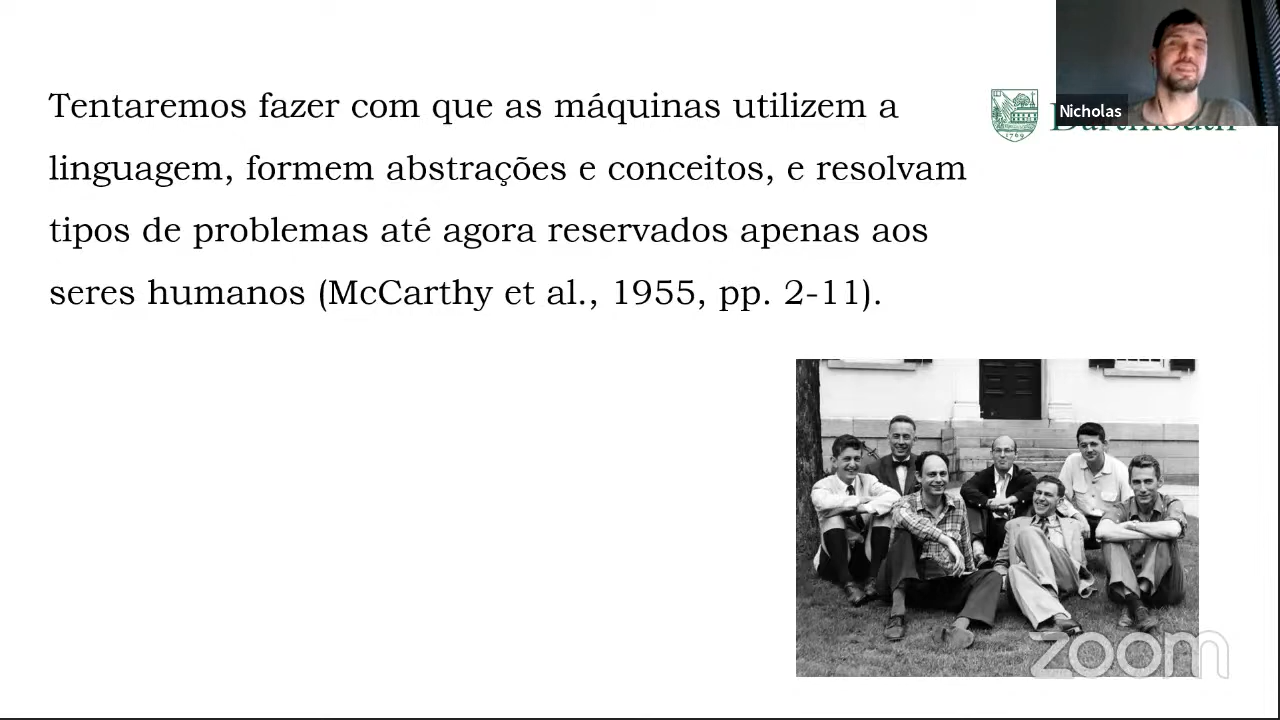 Tentaremos fazer com que as máquinas utilizem a
linguagem, formem abstrações e conceitos, e resolvam
tipos de problemas até agora reservados apenas aos
seres humanos (McCarthy et al., 1955, pp. 2-11).
Nicholas
1769
zoom